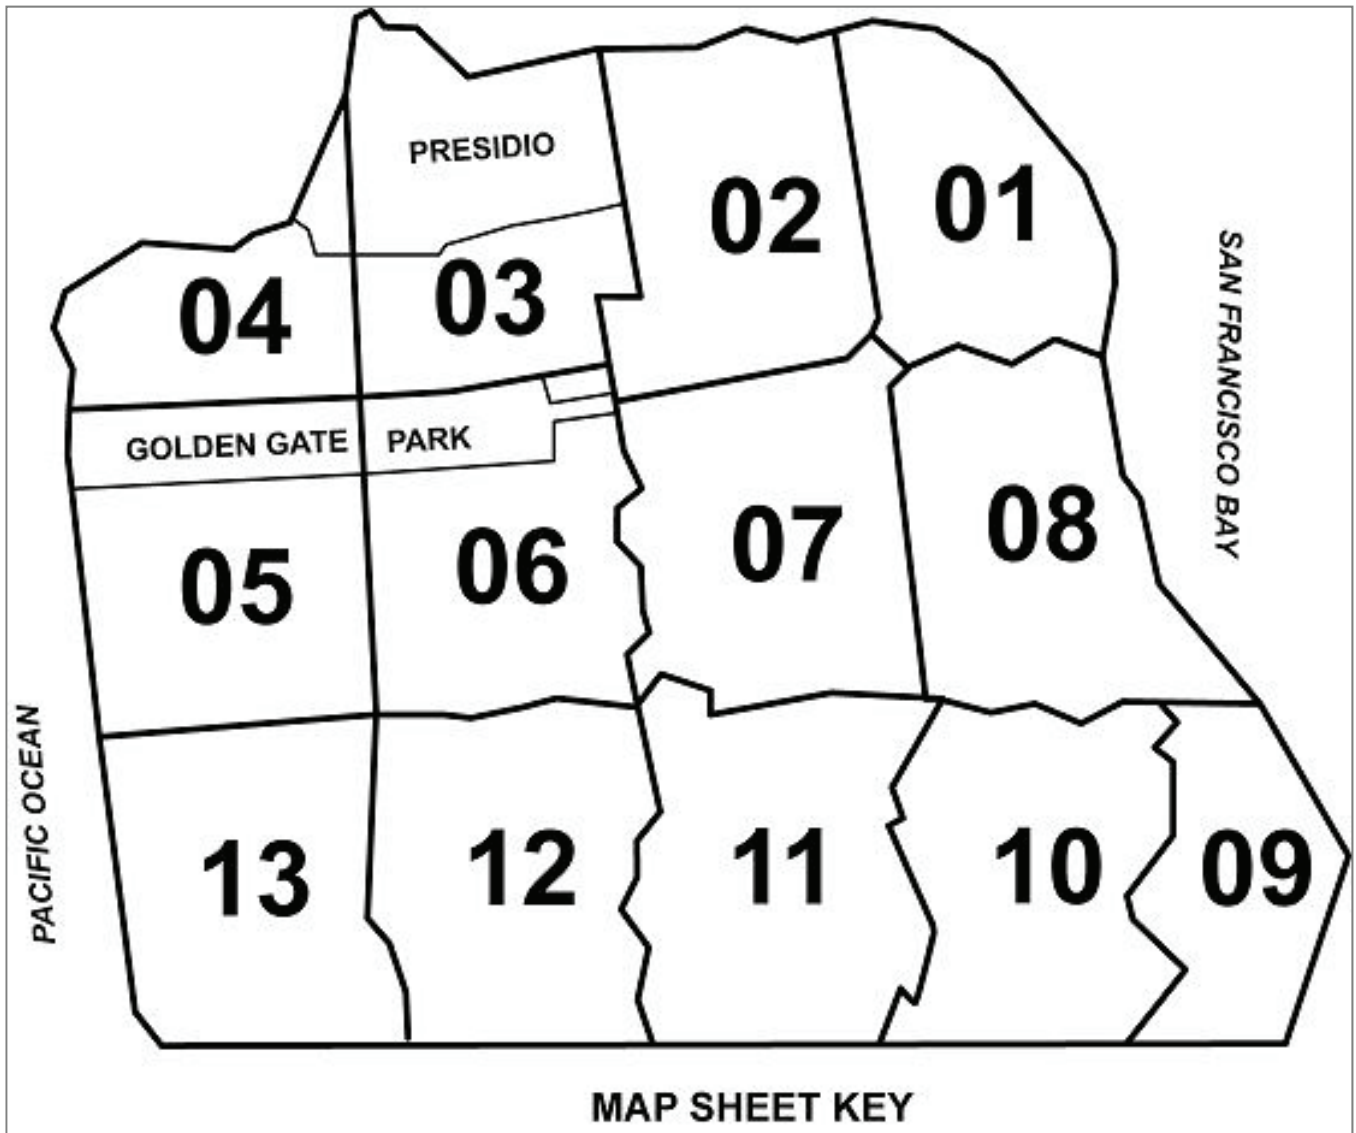 PRESIDIO
02
01
SAN FRANCISCO BAY
04
03
GOLDEN GATE PARK
05
06
07
08
PACIFIC OCEAN
13
12
11
10
09
MAP SHEET KEY